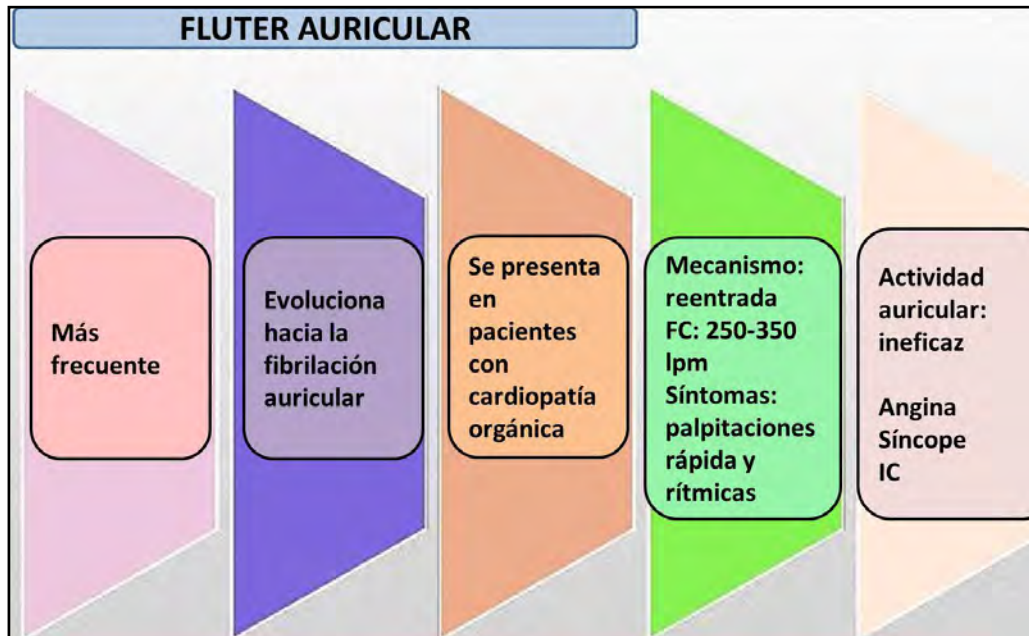 FLUTER AURICULAR
Más
frecuente
Evoluciona
hacia la
fibrilación
auricular
Se presenta
en
pacientes
con
cardiopatía
orgánica
Mecanismo:
reentrada
FC: 250-350
lpm
Síntomas:
palpitaciones
rápida y
rítmicas
Actividad
auricular:
ineficaz
Angina
Síncope
IC